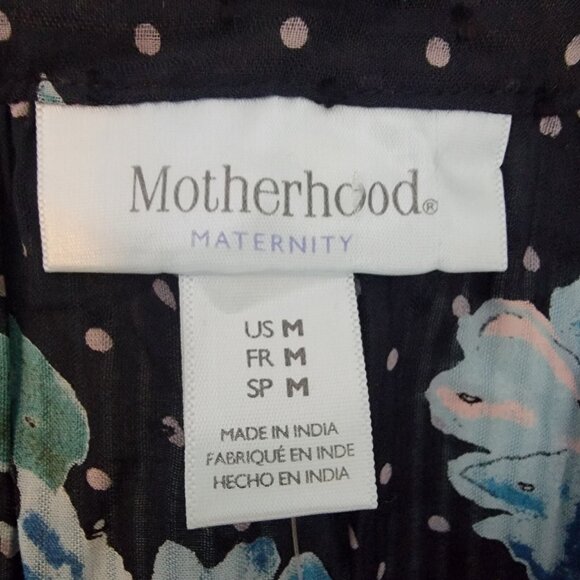 Motherhood®
MATERNITY
US M
FR M
SP M
MADE IN INDIA
FABRIQUÉ EN INDE
HECHO EN INDIA